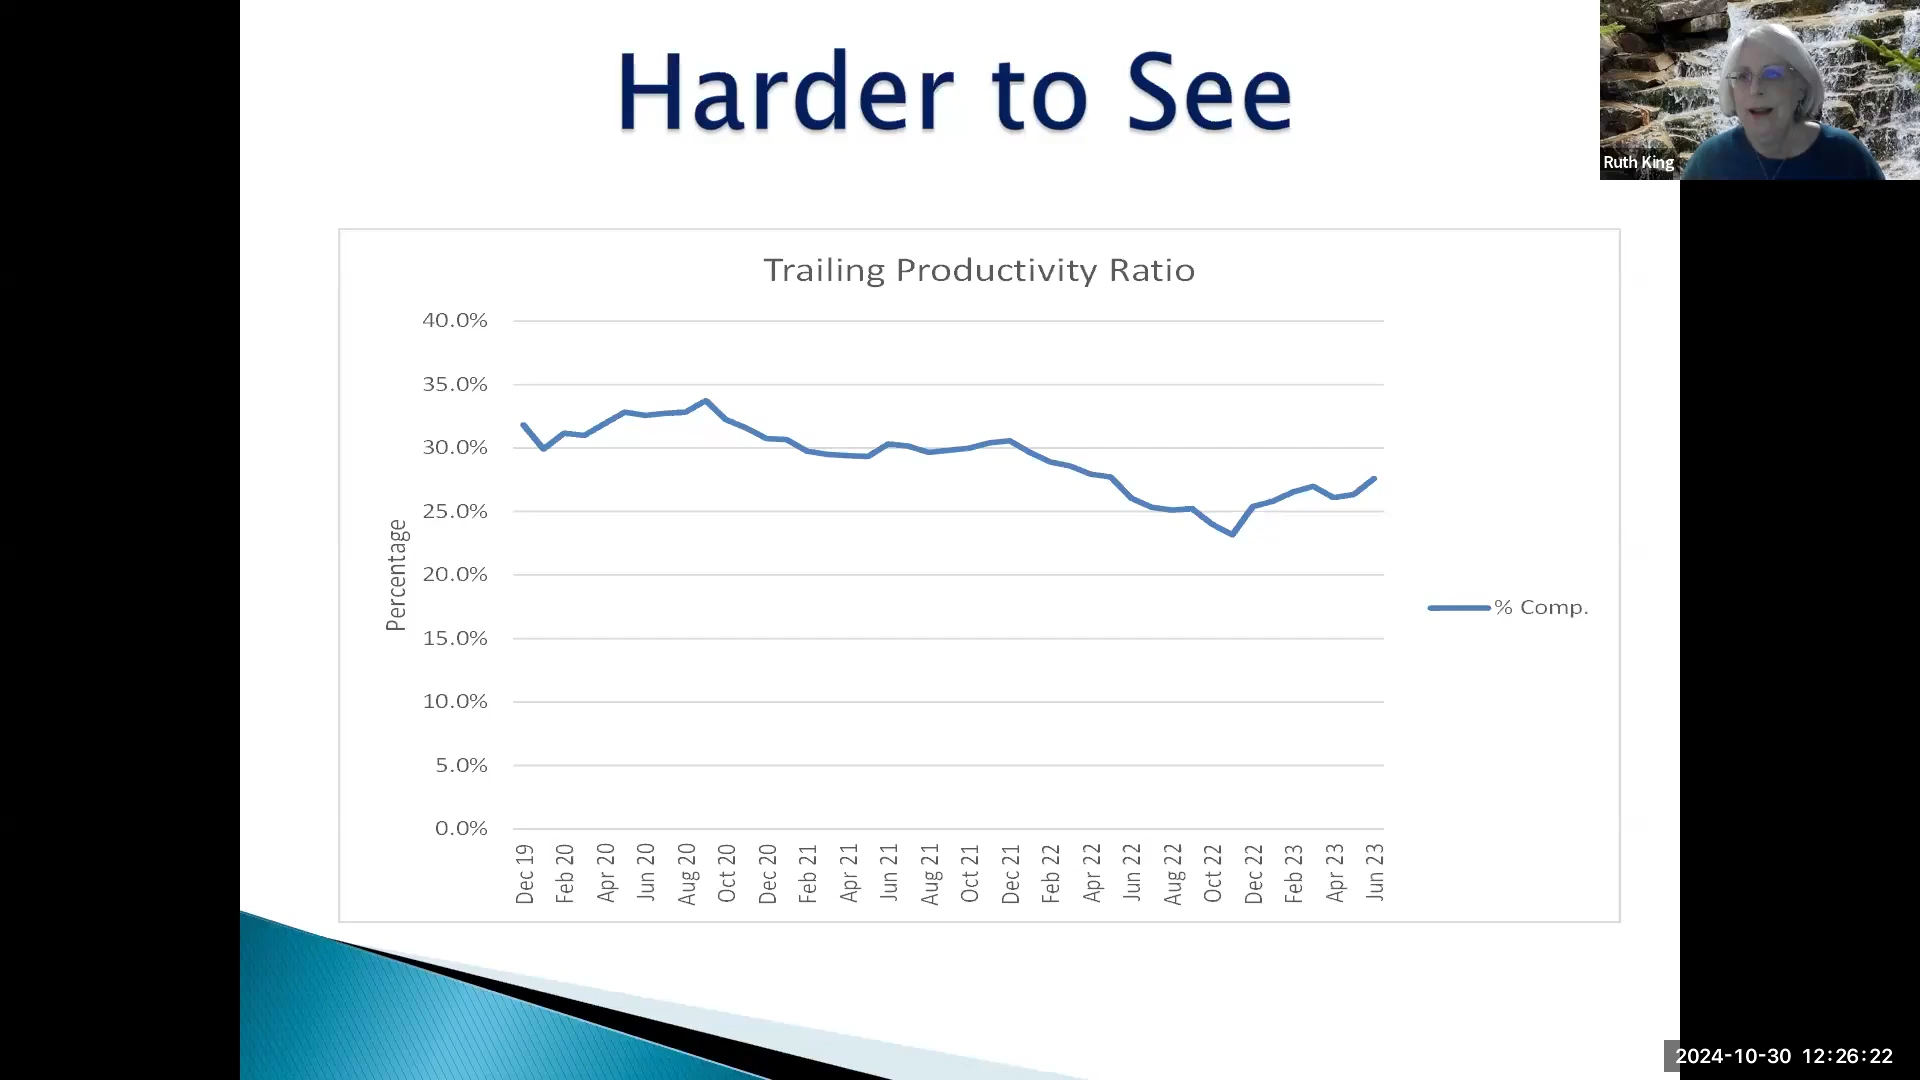 Harder to See
Ruth King
Trailing Productivity Ratio
40.0%
35.0%
30.0%
25.0%
20.0%
15.0%
10.0%
5.0%
0.0%
Percentage
Dec 19
Feb 20
Apr 20
Jun 20
Aug 20
Oct 20
Dec 20
Feb 21
Apr 21
Jun 21
Aug 21
Oct 21
Dec 21
Feb 22
Apr 22
Jun 22
Aug 22
Oct 22
Dec 22
Feb 23
Apr 23
Jun 23
% Comp.
2024-10-30 12:26:22